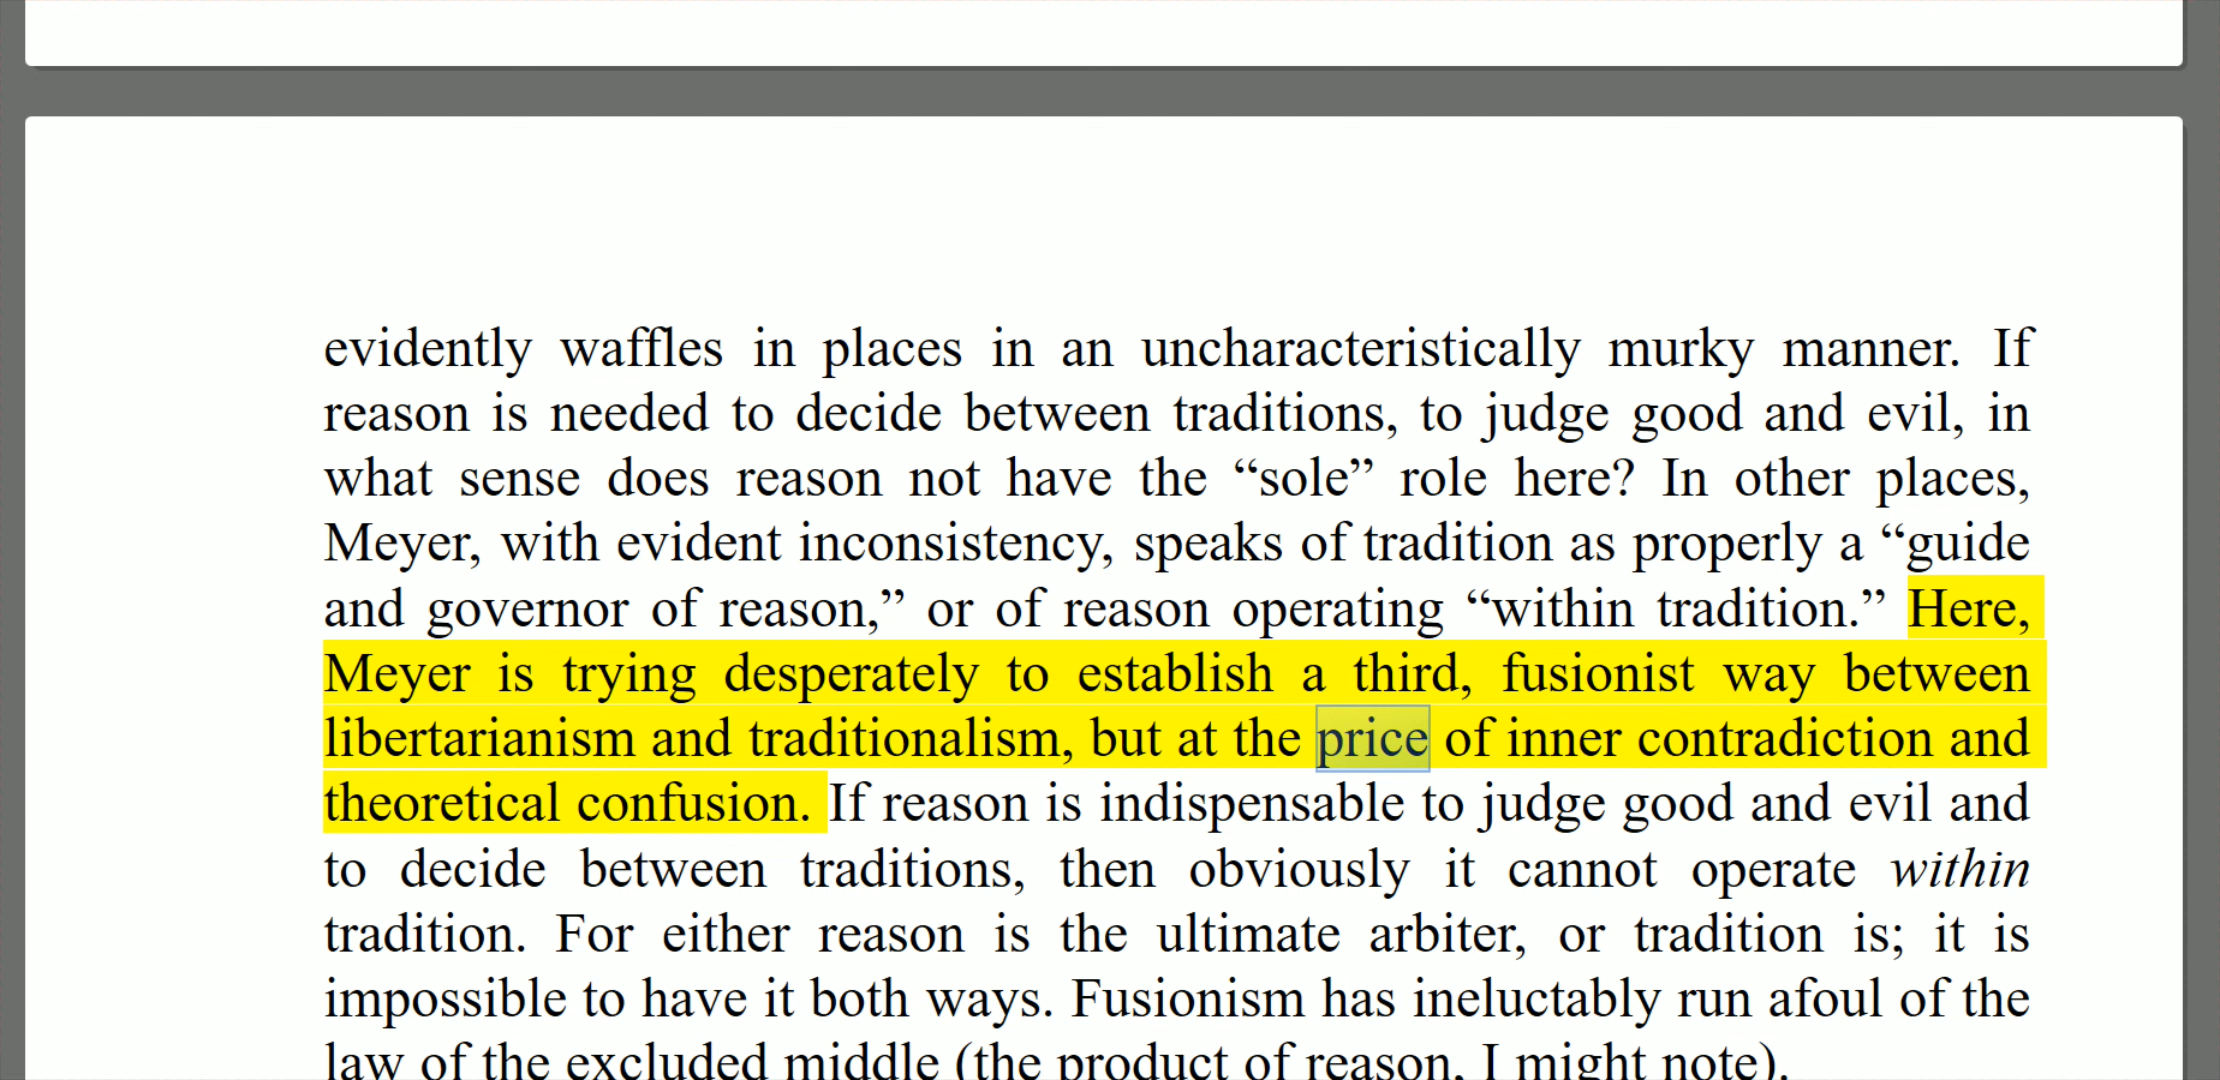 evidently waffles in places in an uncharacteristically murky manner. If
reason is needed to decide between traditions, to judge good and evil, in
what sense does reason not have the “sole” role here? In other places,
Meyer, with evident inconsistency, speaks of tradition as properly a “guide
and governor of reason,” or of reason operating “within tradition.” Here,
Meyer is trying desperately to establish a third, fusionist way between
libertarianism and traditionalism, but at the price of inner contradiction and
theoretical confusion. If reason is indispensable to judge good and evil and
to decide between traditions, then obviously it cannot operate within
tradition. For either reason is the ultimate arbiter, or tradition is; it is
impossible to have it both ways. Fusionism has ineluctably run afoul of the
law of the excluded middle (the product of reason, I might note).